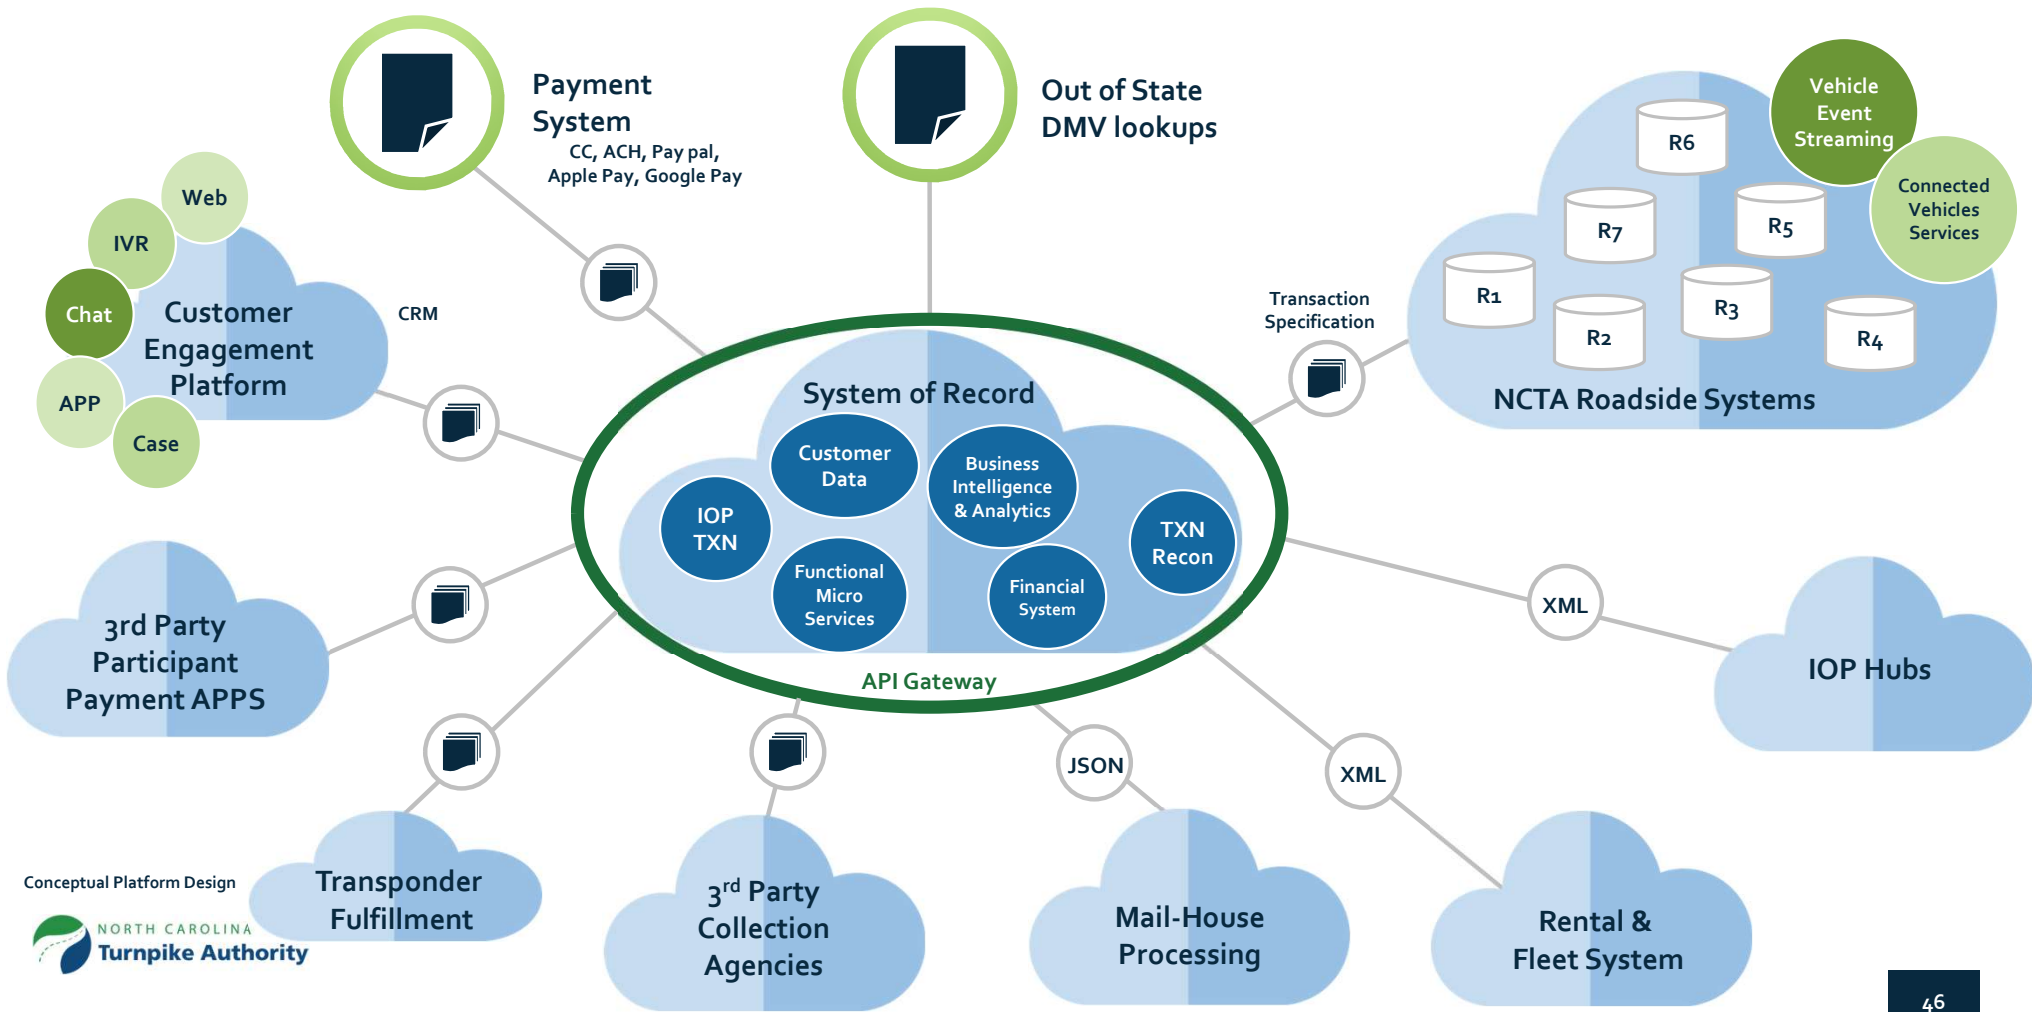 Payment
System
CC, ACH, Pay pal,
Apple Pay, Google Pay
Out of State
DMV lookups
Vehicle
Event
Streaming
Connected
Vehicles
Services
R6
R7
R5
R1
R2
R3
R4
NCTA Roadside Systems
Transaction
Specification
Web
IVR
Chat
APP
Case
Customer
Engagement
Platform
CRM
System of Record
Customer
Data
Business
Intelligence
& Analytics
IOP
TXN
TXN
Recon
Functional
Micro
Services
Financial
System
API Gateway
3rd Party
Participant
Payment APPS
XML
IOP Hubs
JSON
XML
Transponder
Fulfillment
3rd Party
Collection
Agencies
Mail-House
Processing
Rental &
Fleet System
Conceptual Platform Design
NORTH CAROLINA
Turnpike Authority
46